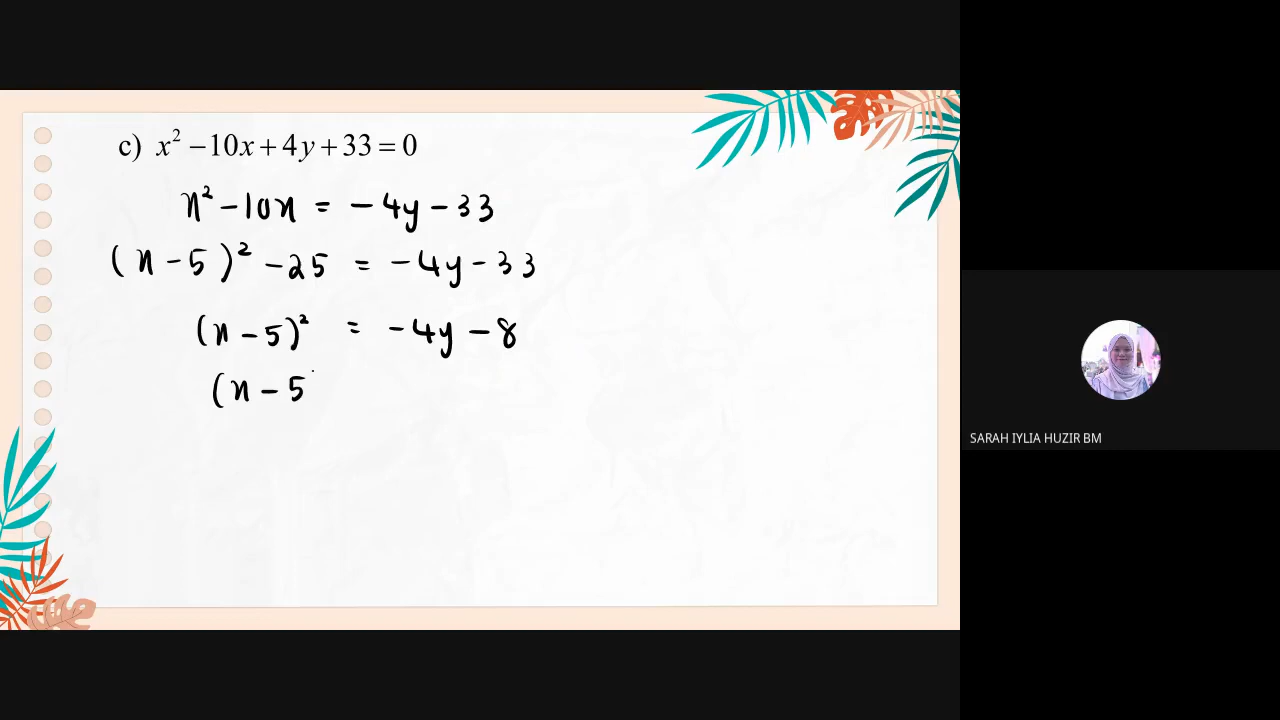 c) x² − 10x + 4y + 33 = 0
x² - 10x = - 4y - 33
(x - 5)² - 25 = - 4y - 33
(x - 5)² = - 4y - 8
(x - 5
SARAH IYLIA HUZIR BM